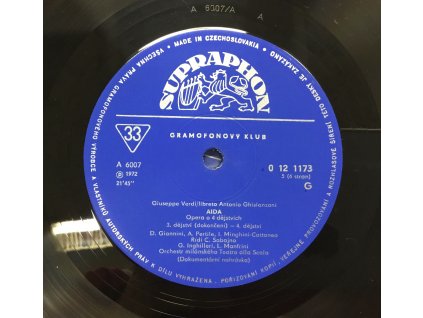 A 6007/A
A
MADE IN CZECHOSLOVAKIA • VŠECHNA PRÁVA GRAMOFONOVÉHO VÝROBCE A VLASTNÍKŮ AUTORSKÝCH PRÁV K DÍLU VYHRAZENA. POŘIZOVÁNÍ KOPIÍ, VEŘEJNÉ PROVOZOVÁNÍ A ROZHLASOVÉ ŠÍŘENÍ TÉTO DESKY JE ZAKÁZÁNO
SUPRAPHON
GRAMOFONOVÝ KLUB
33
A 6007
℗ 1972
21'45"
0 12 1173
5 (6 stran)
G
Giuseppe Verdi/libreto Antonio Ghislanzoni
AIDA
Opera o 4 dějstvích
3. dějství (dokončení) – 4. dějství
D. Giannini, A. Pertile, I. Minghini-Cattaneo
Řídí C. Sabajno
G. Inghilleri, L. Manfrini
Orchestr milánského Teatro alla Scala
(Dokumentární nahrávka)